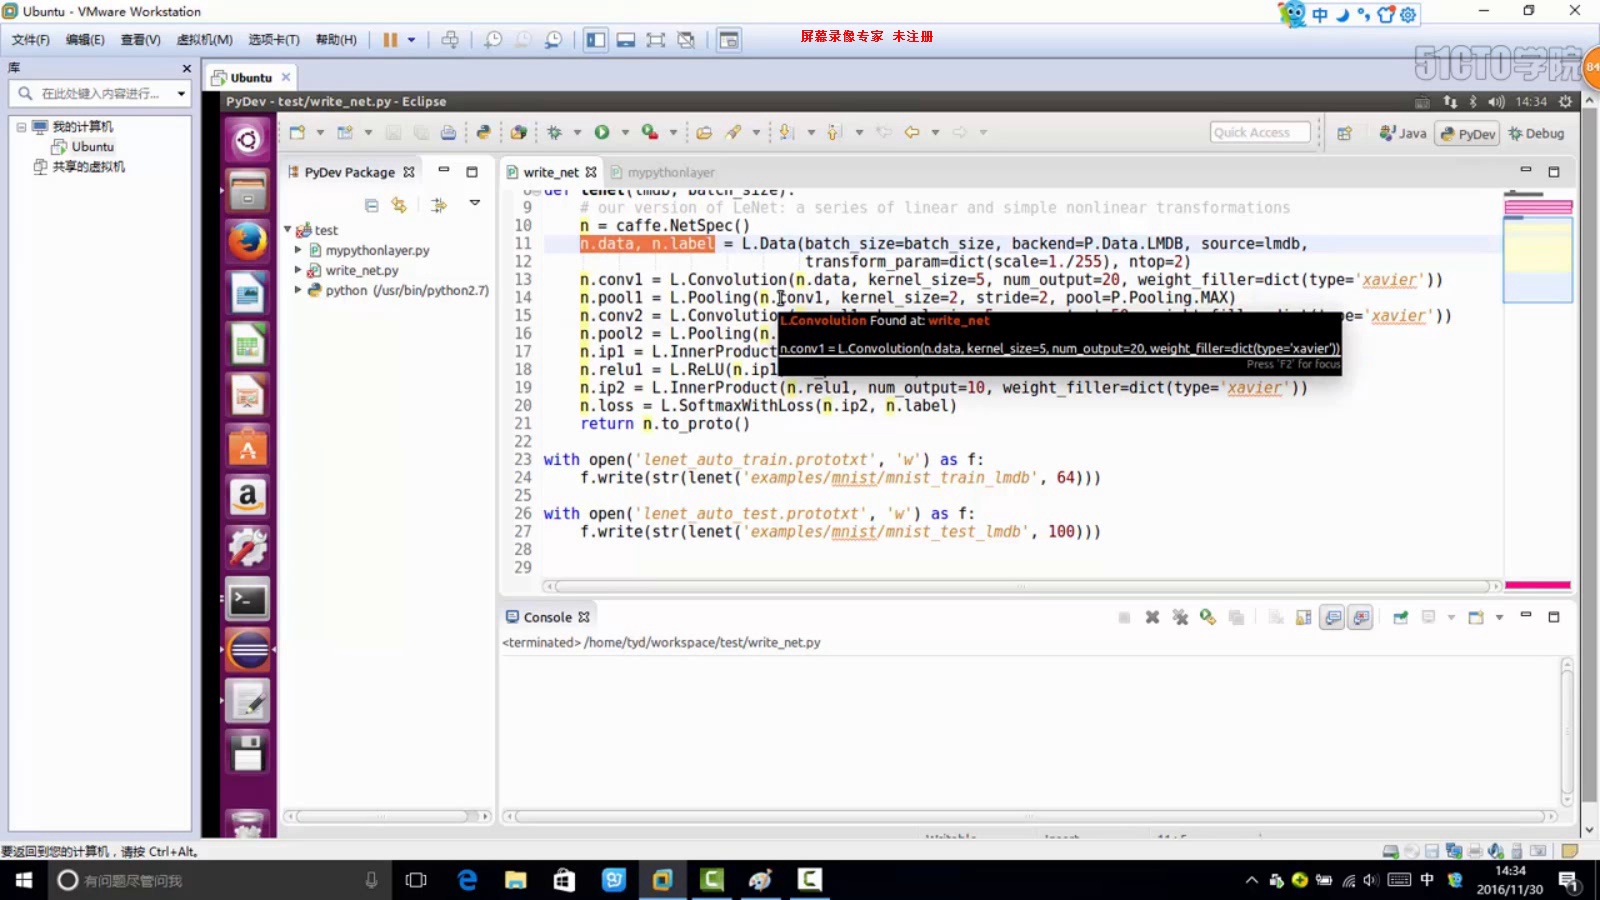 Ubuntu - VMware Workstation
中
文件(F) 编辑(E) 查看(V) 虚拟机(M) 选项卡(T) 帮助(H)
屏幕录像专家 未注册
51CTO学院
84
库
Ubuntu
在此处键入内容进行...
PyDev - test/write_net.py - Eclipse
14:34
我的计算机
Ubuntu
共享的虚拟机
Quick Access
Java
PyDev
Debug
PyDev Package
write_net
mypythonlayer
test
mypythonlayer.py
write_net.py
python (/usr/bin/python2.7)
8 def lenet(lmdb, batch_size):
9 # our version of LeNet: a series of linear and simple nonlinear transformations
10 n = caffe.NetSpec()
11 n.data, n.label = L.Data(batch_size=batch_size, backend=P.Data.LMDB, source=lmdb,
12 transform_param=dict(scale=1./255), ntop=2)
13 n.conv1 = L.Convolution(n.data, kernel_size=5, num_output=20, weight_filler=dict(type='xavier'))
14 n.pool1 = L.Pooling(n.conv1, kernel_size=2, stride=2, pool=P.Pooling.MAX)
15 n.conv2 = L.Convolution pe='xavier'))
L.Convolution Found at: write_net
16 n.pool2 = L.Pooling(n.
17 n.ip1 = L.InnerProduct
n.conv1 = L.Convolution(n.data, kernel_size=5, num_output=20, weight_filler=dict(type='xavier'))
Press 'F2' for focus
18 n.relu1 = L.ReLU(n.ip1
19 n.ip2 = L.InnerProduct(n.relu1, num_output=10, weight_filler=dict(type='xavier'))
20 n.loss = L.SoftmaxWithLoss(n.ip2, n.label)
21 return n.to_proto()
22
23 with open('lenet_auto_train.prototxt', 'w') as f:
24 f.write(str(lenet('examples/mnist/mnist_train_lmdb', 64)))
25
26 with open('lenet_auto_test.prototxt', 'w') as f:
27 f.write(str(lenet('examples/mnist/mnist_test_lmdb', 100)))
28
29
Console
<terminated> /home/tyd/workspace/test/write_net.py
要返回到您的计算机，请按 Ctrl+Alt。
有问题尽管问我
中
14:34
2016/11/30
1